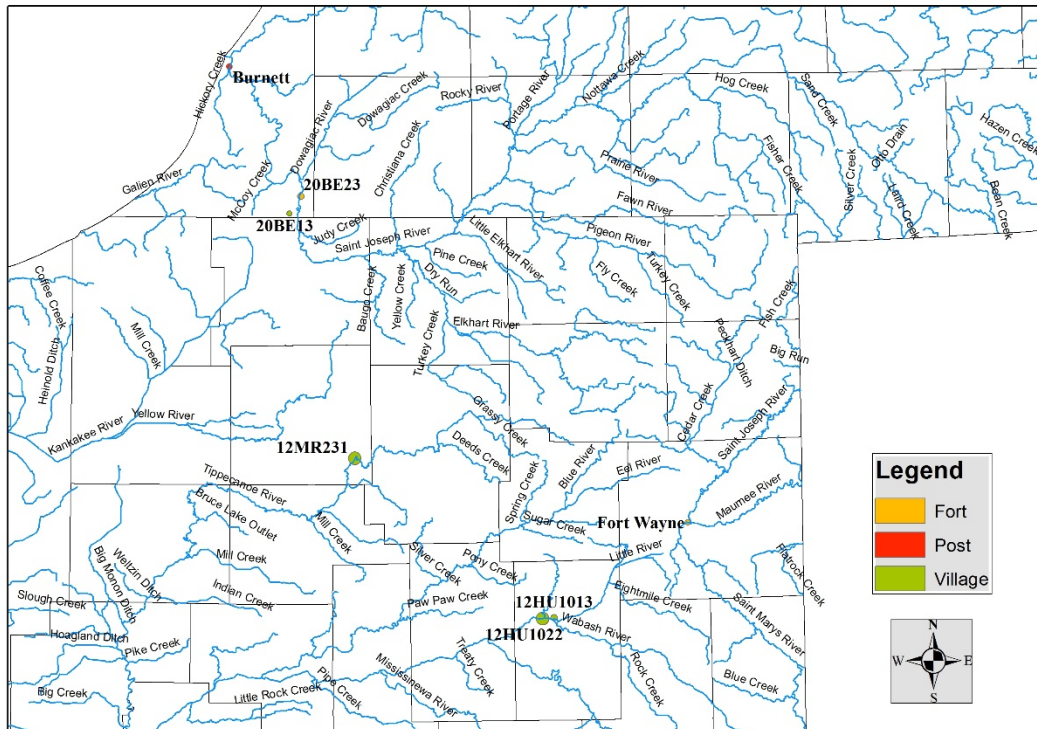 Burnett
Hickory Creek
Galien River
McCoy Creek
Dowagiac River
Dowagiac Creek
Rocky River
Christiana Creek
Portage River
Nottawa Creek
Hog Creek
Sand Creek
Fisher Creek
Silver Creek
Otto Drain
Laird Creek
Hazen Creek
Bean Creek
Prairie River
Fawn River
20BE23
20BE13
Judy Creek
Saint Joseph River
Pine Creek
Little Elkhart River
Dry Run
Pigeon River
Fly Creek
Turkey Creek
Fish Creek
Baugo Creek
Yellow Creek
Turkey Creek
Elkhart River
Peckhart Ditch
Big Run
Coffee Creek
Heinold Ditch
Mill Creek
Kankakee River
Yellow River
12MR231
Grassy Creek
Deeds Creek
Spring Creek
Blue River
Eel River
Cedar Creek
Saint Joseph River
Maumee River
Fort Wayne
Sugar Creek
Little River
Tippecanoe River
Bruce Lake Outlet
Mill Creek
Mill Creek
Silver Creek
Pony Creek
Paw Paw Creek
Indian Creek
Weltzin Ditch
Big Monon Ditch
Slough Creek
Hoagland Ditch
Pike Creek
Big Creek
Little Rock Creek
Pipe Creek
Mississinewa River
Treaty Creek
12HU1013
12HU1022
Wabash River
Eightmile Creek
Flatrock Creek
Saint Marys River
Rock Creek
Blue Creek
Legend
Fort
Post
Village
N
W
E
S